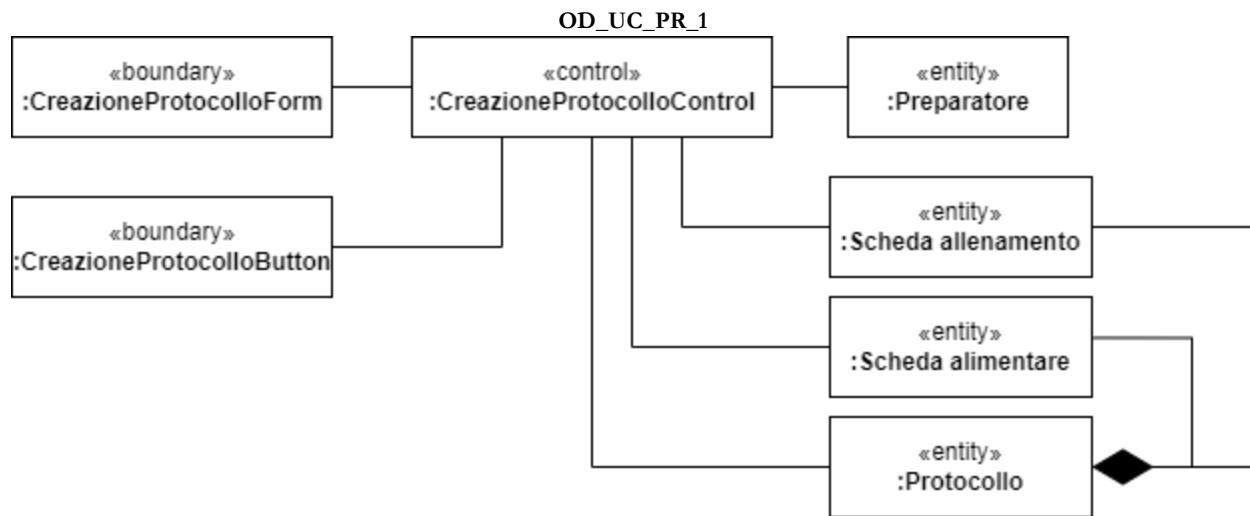 OD_UC_PR_1
«boundary»
:CreazioneProtocolloForm
«control»
:CreazioneProtocolloControl
«entity»
:Preparatore
«boundary»
:CreazioneProtocolloButton
«entity»
:Scheda allenamento
«entity»
:Scheda alimentare
«entity»
:Protocollo